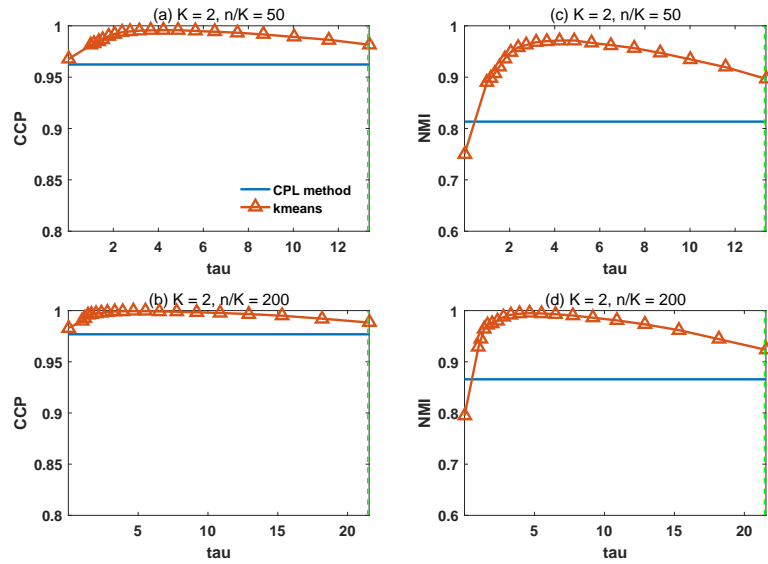 (a) K = 2, n/K = 50
1
0.95
0.9
0.85
0.8
CCP
CPL method
kmeans
2 4 6 8 10 12
tau
(c) K = 2, n/K = 50
1
0.9
0.8
0.7
0.6
NMI
2 4 6 8 10 12
tau
(b) K = 2, n/K = 200
1
0.95
0.9
0.85
0.8
CCP
5 10 15 20
tau
(d) K = 2, n/K = 200
1
0.9
0.8
0.7
0.6
NMI
5 10 15 20
tau